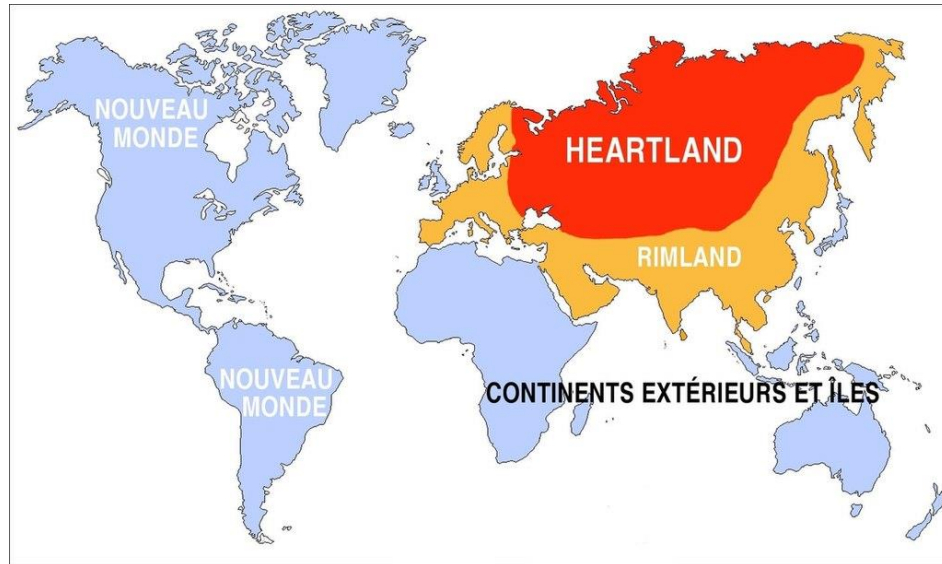 NOUVEAU
MONDE
HEARTLAND
RIMLAND
NOUVEAU
MONDE
CONTINENTS EXTÉRIEURS ET ÎLES